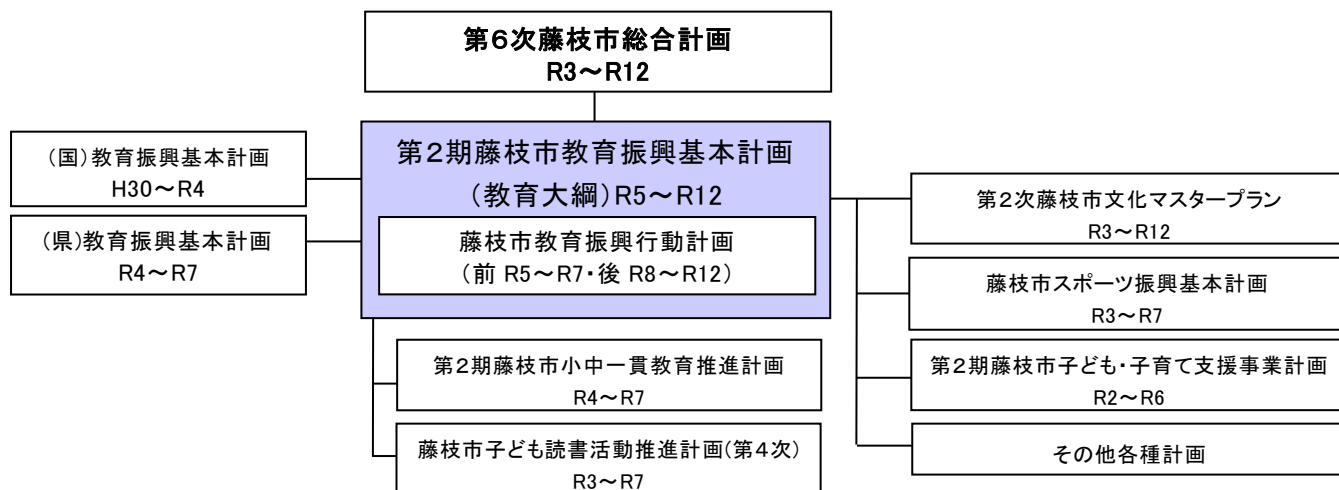 第6次藤枝市総合計画
R3～R12
第2期藤枝市教育振興基本計画
(教育大綱)R5～R12
藤枝市教育振興行動計画
(前 R5～R7・後 R8～R12)
(国)教育振興基本計画
H30～R4
(県)教育振興基本計画
R4～R7
第2期藤枝市小中一貫教育推進計画
R4～R7
藤枝市子ども読書活動推進計画(第4次)
R3～R7
第2次藤枝市文化マスタープラン
R3～R12
藤枝市スポーツ振興基本計画
R3～R7
第2期藤枝市子ども・子育て支援事業計画
R2～R6
その他各種計画